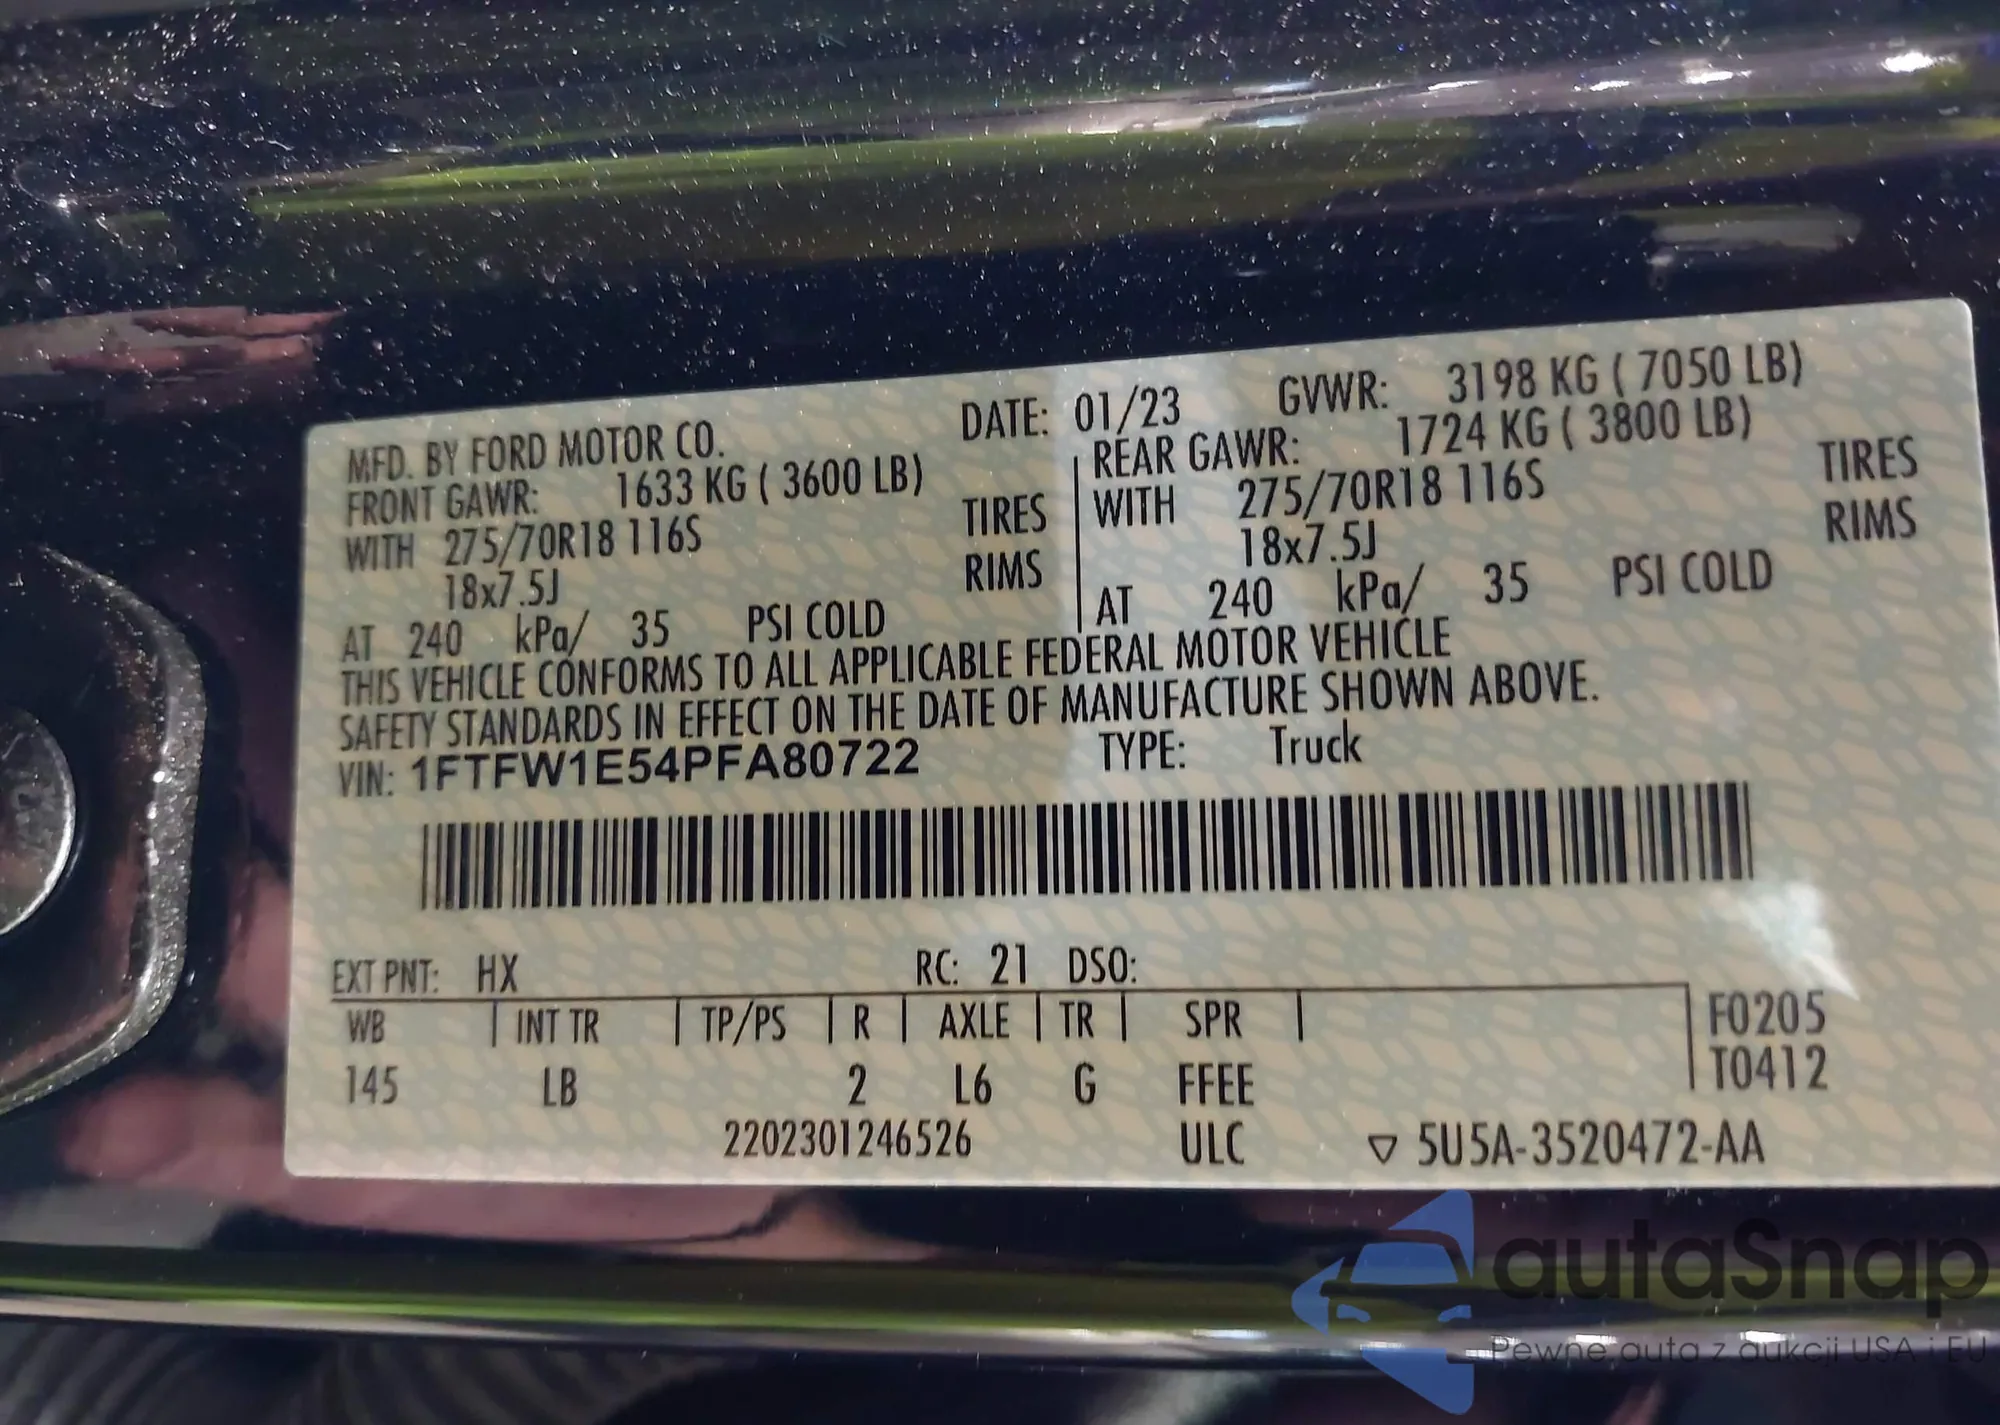 MFD. BY FORD MOTOR CO. DATE: 01/23 GVWR: 3198 KG ( 7050 LB)
FRONT GAWR: 1633 KG ( 3600 LB) REAR GAWR: 1724 KG ( 3800 LB)
WITH 275/70R18 116S TIRES WITH 275/70R18 116S TIRES
18x7.5J RIMS 18x7.5J RIMS
AT 240 kPa/ 35 PSI COLD AT 240 kPa/ 35 PSI COLD
THIS VEHICLE CONFORMS TO ALL APPLICABLE FEDERAL MOTOR VEHICLE
SAFETY STANDARDS IN EFFECT ON THE DATE OF MANUFACTURE SHOWN ABOVE.
VIN: 1FTFW1E54PFA80722 TYPE: Truck
EXT PNT: HX RC: 21 DSO:
WB INT TR TP/PS R AXLE TR SPR F0205
145 LB 2 L6 G FFEE T0412
2202301246526 ULC ▽ 5U5A-3520472-AA
autaSnap
Pewne auta z aukcji USA i EU